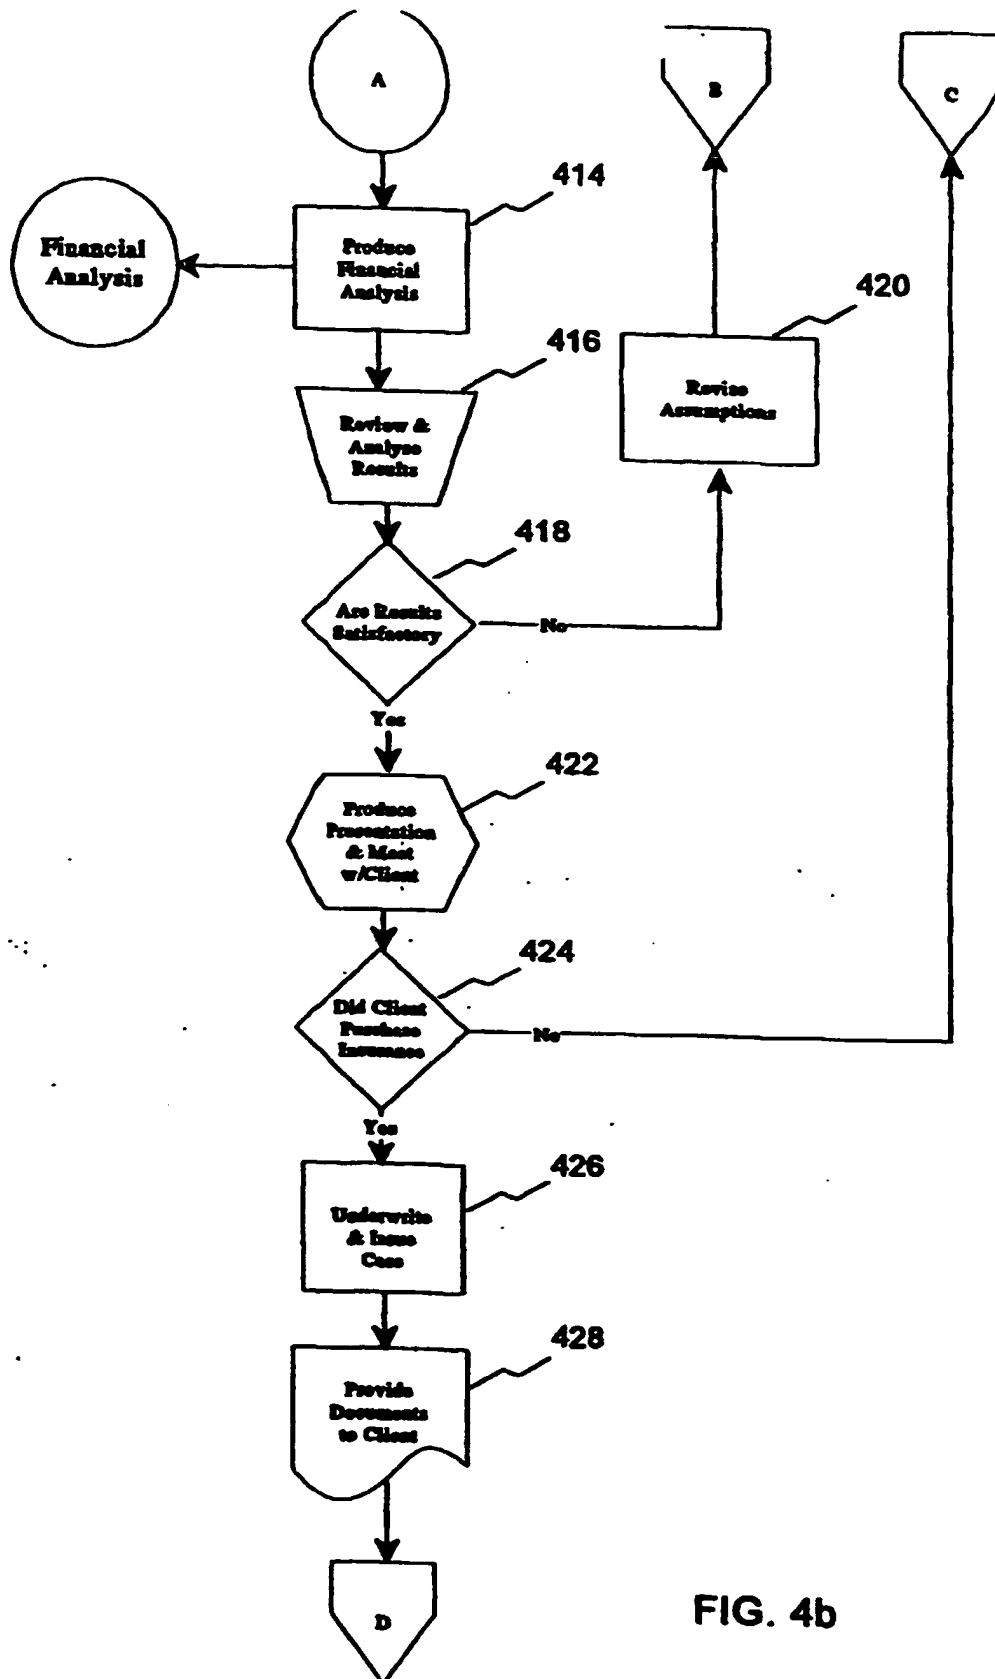 A
B
C
414
Produce
Financial
Analysis
Financial
Analysis
416
Review &
Analyse
Results
420
Revise
Assumptions
418
Are Results
Satisfactory
No
Yes
422
Produce
Presentation
& Meet
w/Client
424
Did Client
Purchase
Insurance
No
Yes
426
Underwrite
& Issue
Case
428
Provide
Documents
to Client
D
FIG. 4b